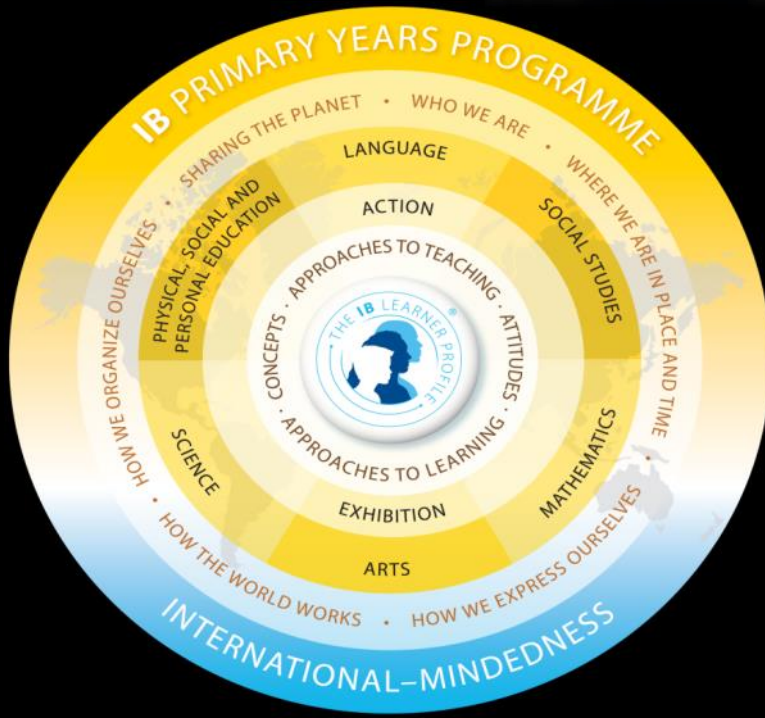 IB PRIMARY YEARS PROGRAMME
SHARING THE PLANET
WHO WE ARE
WHERE WE ARE IN PLACE AND TIME
HOW WE EXPRESS OURSELVES
HOW THE WORLD WORKS
HOW WE ORGANIZE OURSELVES
LANGUAGE
SOCIAL STUDIES
MATHEMATICS
ARTS
SCIENCE
PHYSICAL, SOCIAL AND
PERSONAL EDUCATION
ACTION
EXHIBITION
APPROACHES TO TEACHING
ATTITUDES
APPROACHES TO LEARNING
CONCEPTS
THE IB LEARNER PROFILE ®
INTERNATIONAL–MINDEDNESS